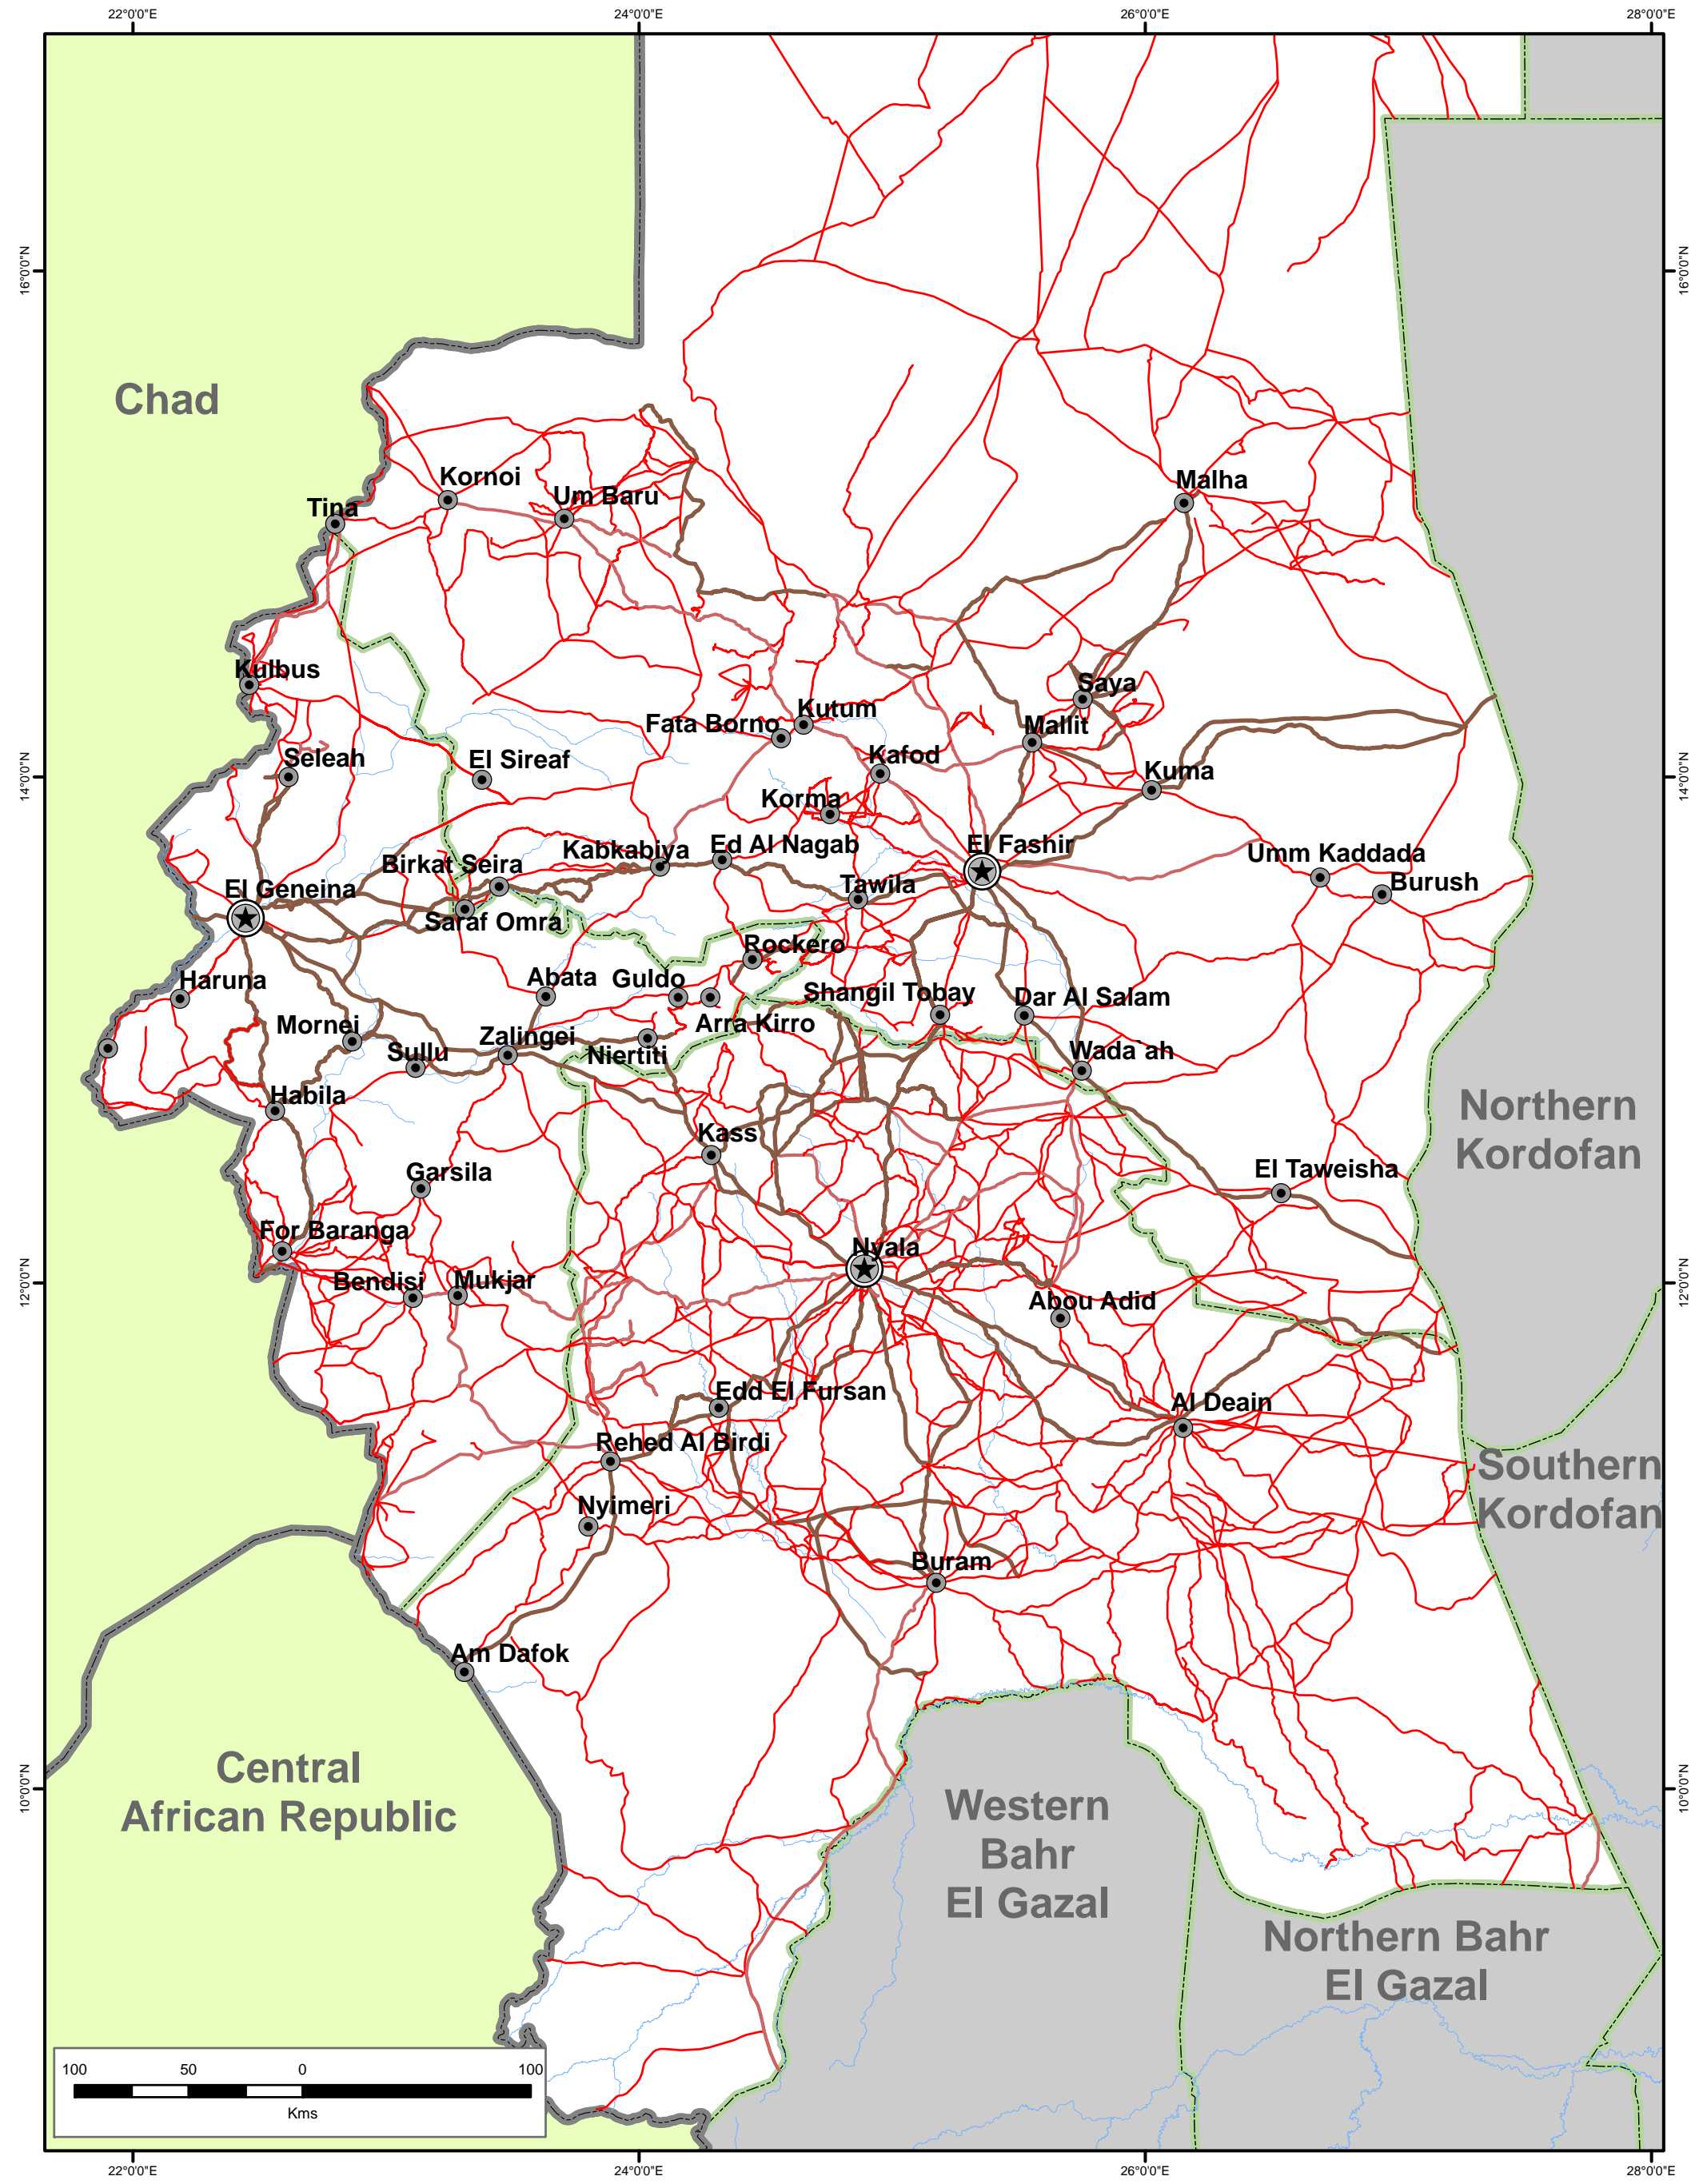 22°0'0"E
24°0'0"E
26°0'0"E
28°0'0"E
16°0'0"N
16°0'0"N
Chad
Kornoi
Um Baru
Malha
Tina
Kulbus
Saya
Kutum
Fata Borno
Mallit
Seleah
El Sireaf
Kafod
Kuma
14°0'0"N
14°0'0"N
Korma
Ed Al Nagab
El Fashir
Kabkabiya
Umm Kaddada
Birkat Seira
Burush
El Geneina
Tawila
Saraf Omra
Rockero
Haruna
Abata
Guldo
Shangil Tobay
Dar Al Salam
Mornei
Arra Kirro
Zalingei
Sullu
Niertiti
Wada`ah
Habila
Northern
Kordofan
Kass
Garsila
El Taweisha
For Baranga
Nyala
Bendisi
Mukjar
12°0'0"N
12°0'0"N
Abou Adid
Edd El Fursan
Al Deain
Rehed Al Birdi
Southern
Kordofan
Nyimeri
Buram
Am Dafok
Central
African Republic
10°0'0"N
10°0'0"N
Western
Bahr
El Gazal
Northern Bahr
El Gazal
100
50
0
100
Kms
22°0'0"E
24°0'0"E
26°0'0"E
28°0'0"E